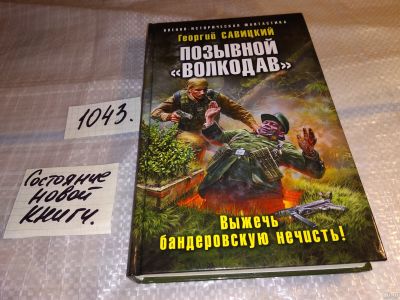 ВОЕННО-ИСТОРИЧЕСКАЯ ФАНТАСТИКА
Георгий САВИЦКИЙ
ПОЗЫВНОЙ
«ВОЛКОДАВ»
Выжечь
бандеровскую нечисть!
1043.
Состояние
новой
книги.